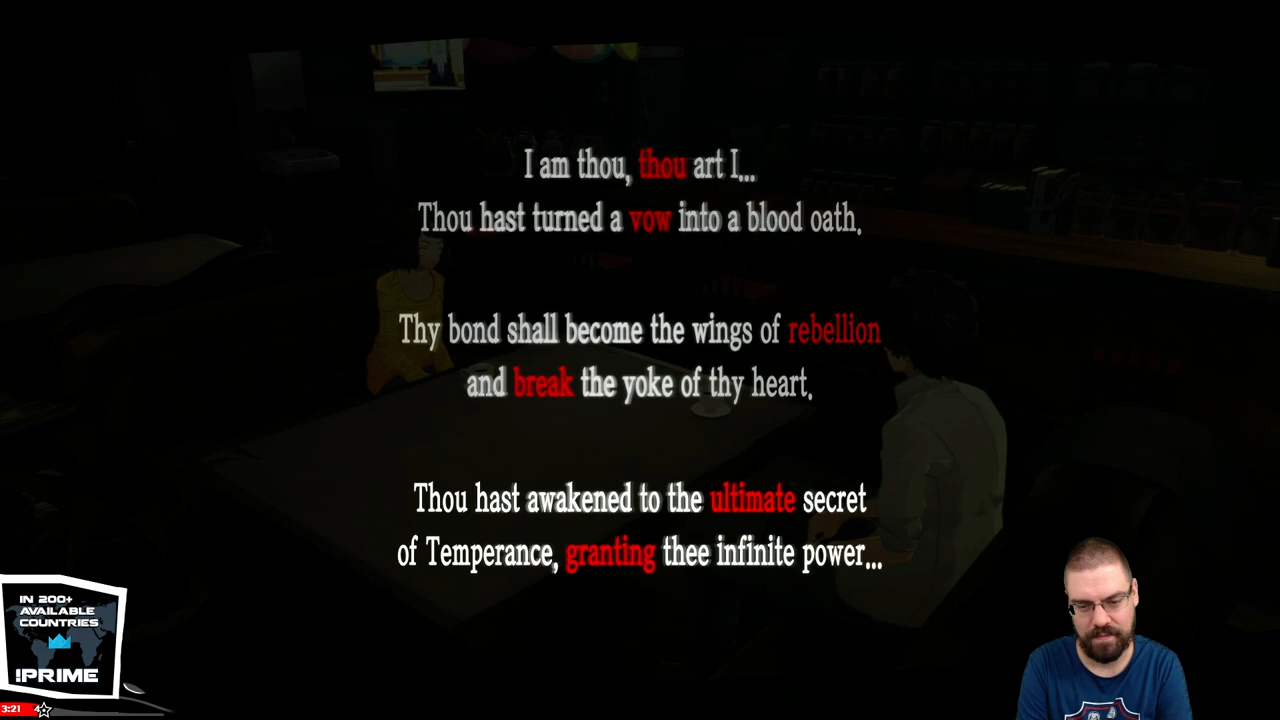 I am thou, thou art I...
Thou hast turned a vow into a blood oath.
Thy bond shall become the wings of rebellion
and break the yoke of thy heart.
Thou hast awakened to the ultimate secret
of Temperance, granting thee infinite power...
IN 200+
AVAILABLE
COUNTRIES
!PRIME
3:21